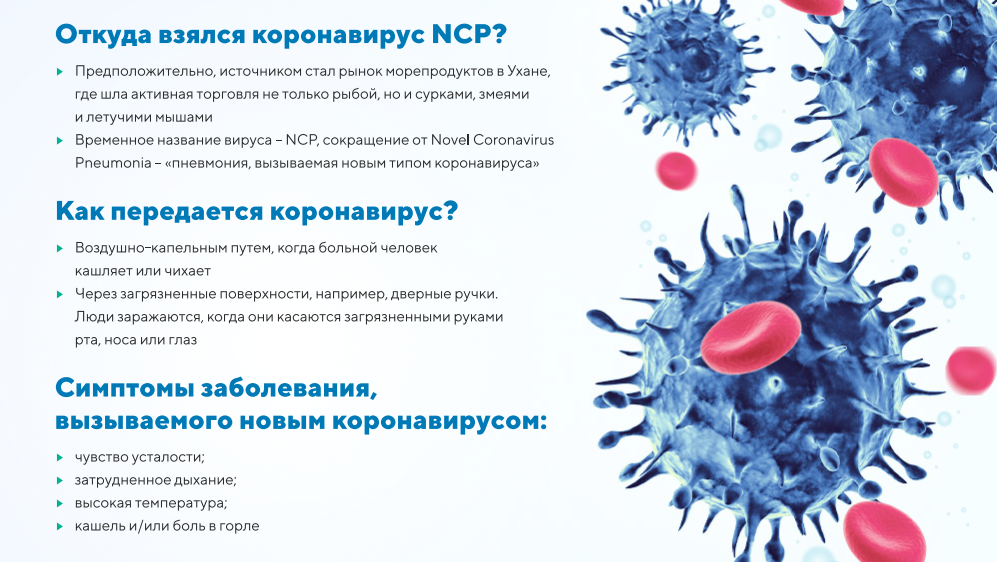 Откуда взялся коронавирус NCP?
Предположительно, источником стал рынок морепродуктов в Ухане,
где шла активная торговля не только рыбой, но и сурками, змеями
и летучими мышами
Временное название вируса – NCP, сокращение от Novel Coronavirus
Pneumonia – «пневмония, вызываемая новым типом коронавируса»
Как передается коронавирус?
Воздушно-капельным путем, когда больной человек
кашляет или чихает
Через загрязненные поверхности, например, дверные ручки.
Люди заражаются, когда они касаются загрязненными руками
рта, носа или глаз
Симптомы заболевания,
вызываемого новым коронавирусом:
чувство усталости;
затрудненное дыхание;
высокая температура;
кашель и/или боль в горле